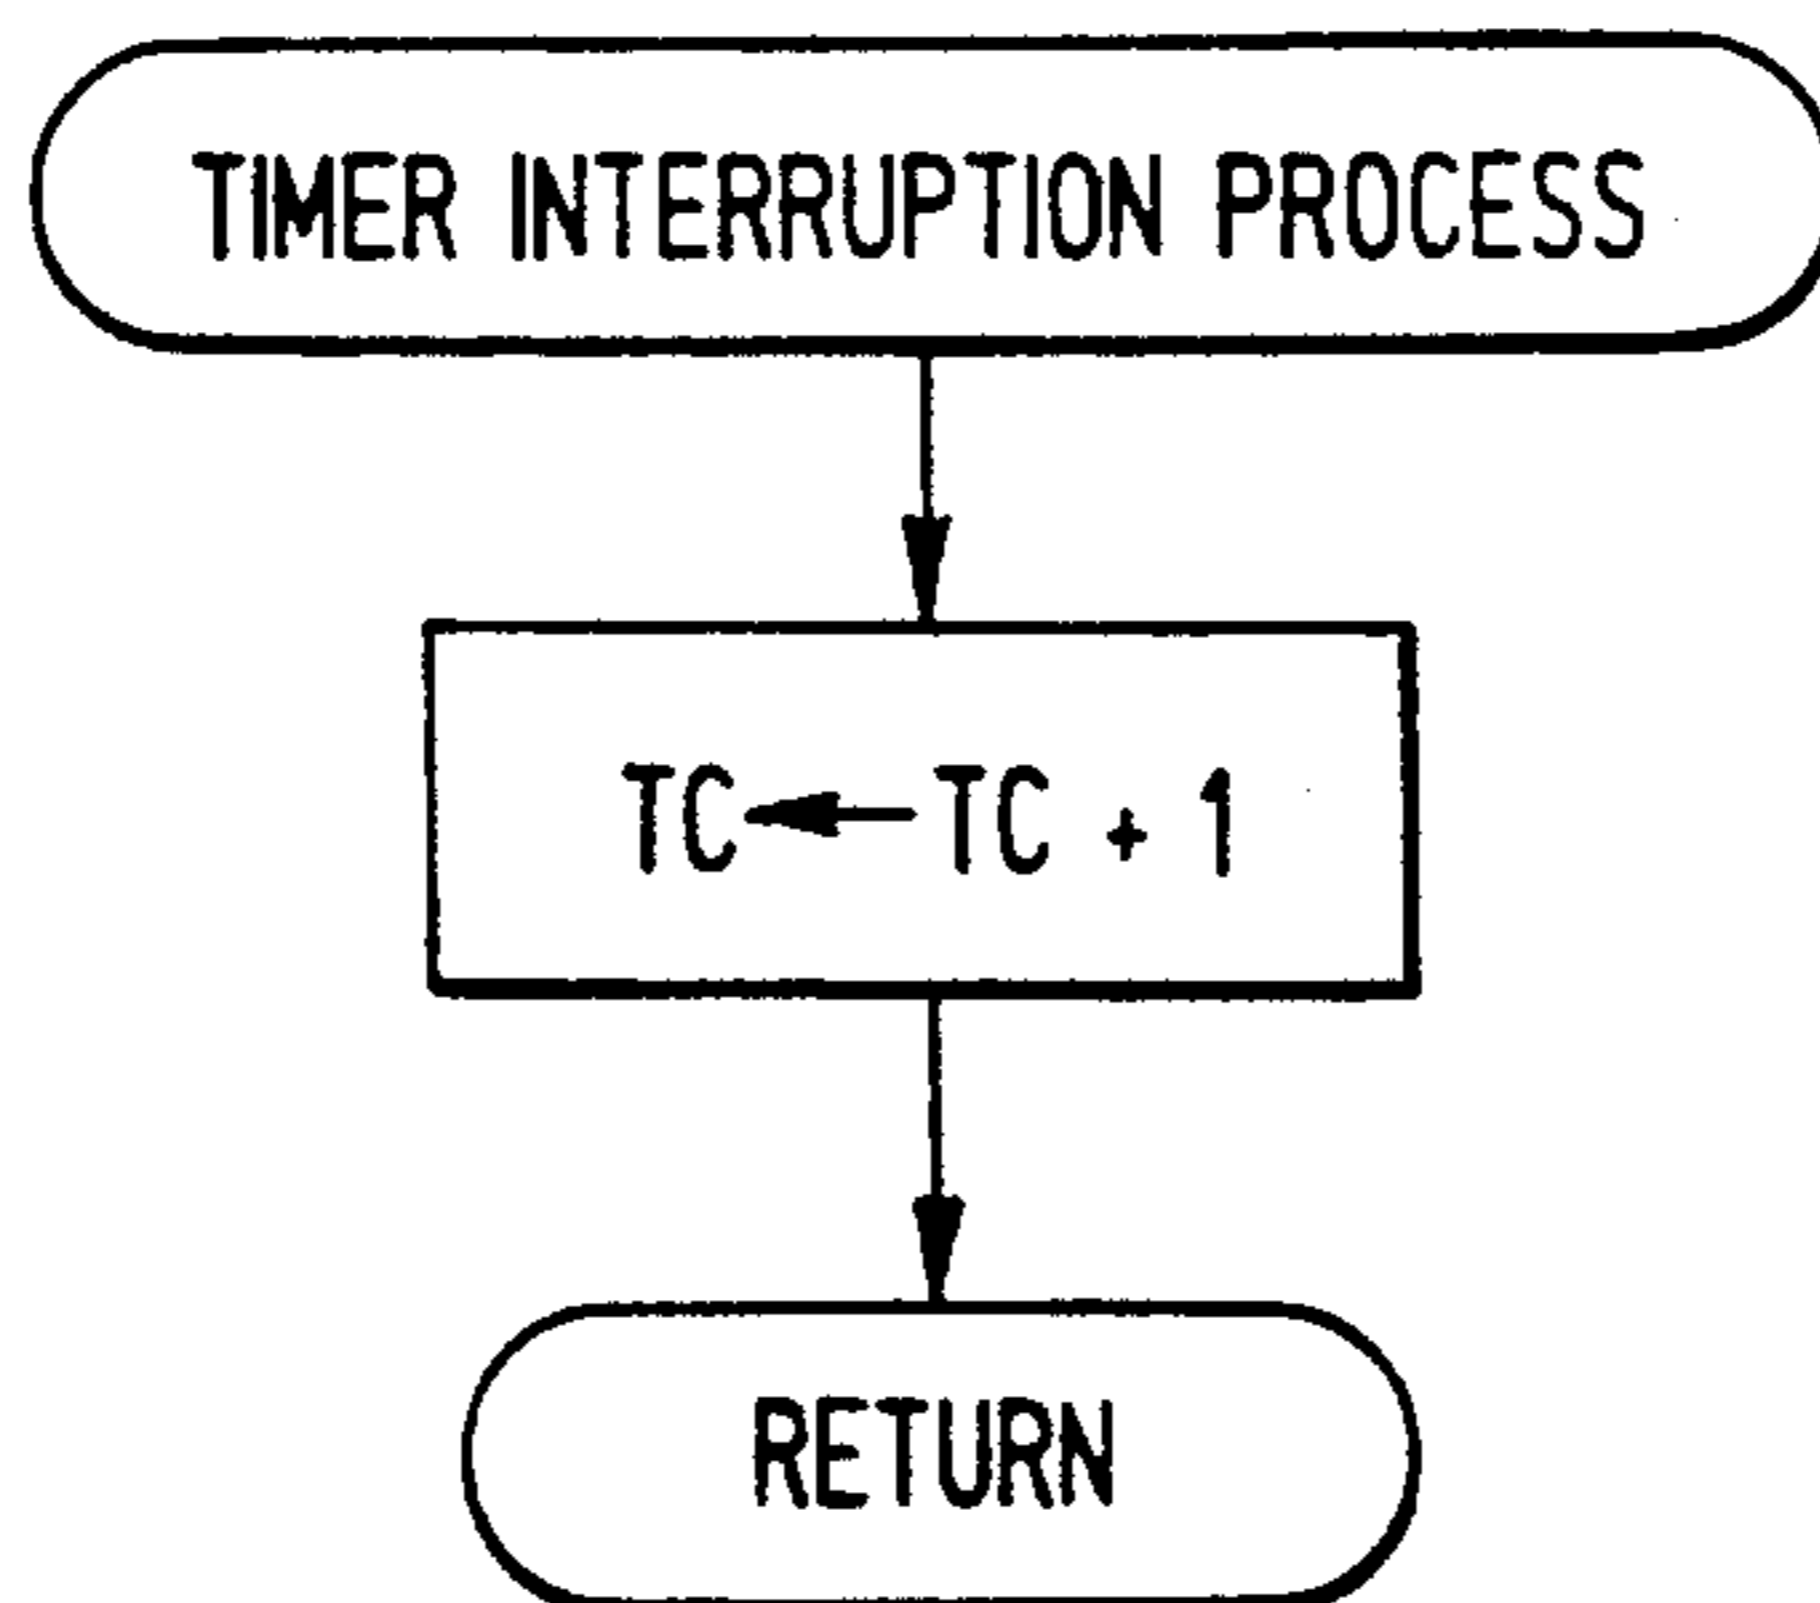 TIMER INTERRUPTION PROCESS
TC ← TC + 1
RETURN